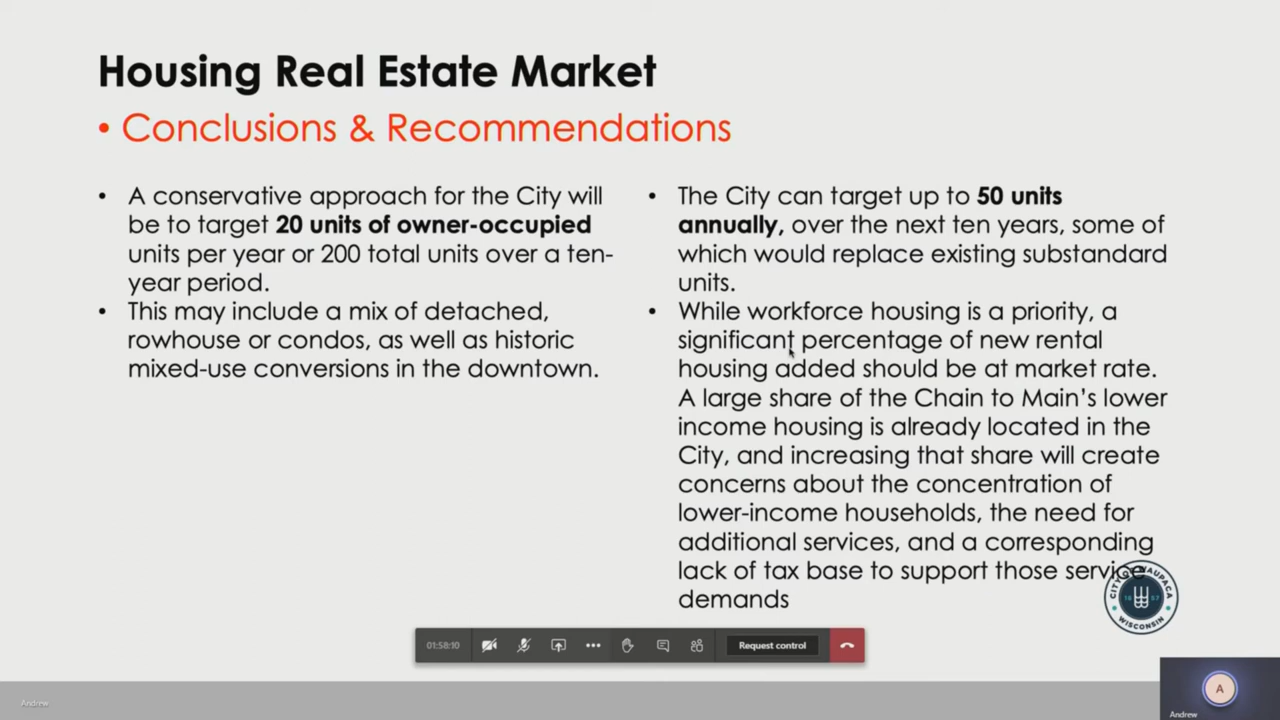 Housing Real Estate Market
• Conclusions & Recommendations
• A conservative approach for the City will
be to target 20 units of owner-occupied
units per year or 200 total units over a ten-
year period.
• This may include a mix of detached,
rowhouse or condos, as well as historic
mixed-use conversions in the downtown.
• The City can target up to 50 units
annually, over the next ten years, some of
which would replace existing substandard
units.
• While workforce housing is a priority, a
significant percentage of new rental
housing added should be at market rate.
A large share of the Chain to Main's lower
income housing is already located in the
City, and increasing that share will create
concerns about the concentration of
lower-income households, the need for
additional services, and a corresponding
lack of tax base to support those service
demands
CITY OF WAUPACA
1857
WISCONSIN
01:58:10
Request control
Andrew
A
Andrew